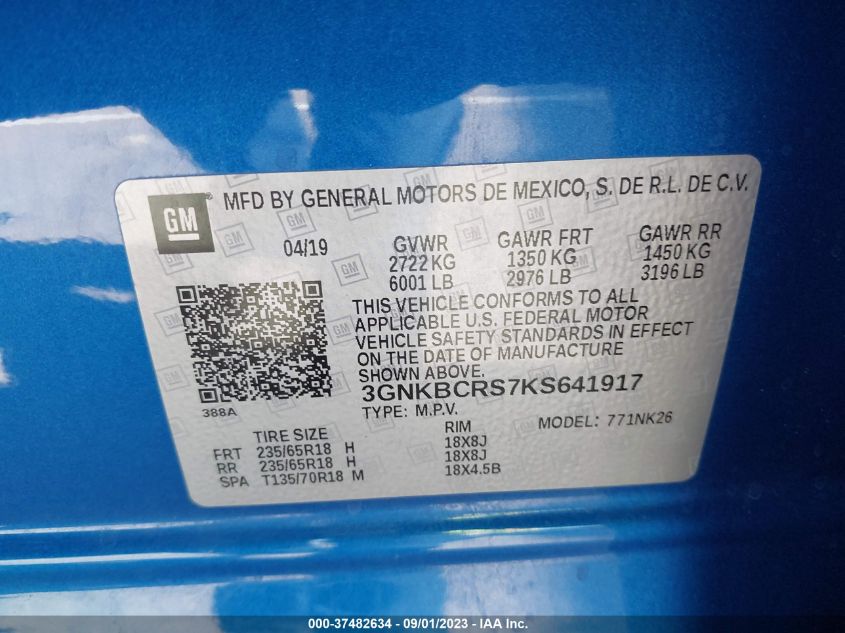 GM ® MFD BY GENERAL MOTORS DE MEXICO, S. DE R.L. DE C.V.
04/19 GVWR GAWR FRT GAWR RR
2722 KG 1350 KG 1450 KG
6001 LB 2976 LB 3196 LB
THIS VEHICLE CONFORMS TO ALL
APPLICABLE U.S. FEDERAL MOTOR
VEHICLE SAFETY STANDARDS IN EFFECT
ON THE DATE OF MANUFACTURE
SHOWN ABOVE.
3GNKBCRS7KS641917
388A
TYPE: M.P.V. MODEL: 771NK26
TIRE SIZE RIM
FRT 235/65R18 H 18X8J
RR 235/65R18 H 18X8J
SPA T135/70R18 M 18X4.5B
000-37482634 - 09/01/2023 - Copyright © 2023 - IAA Inc.